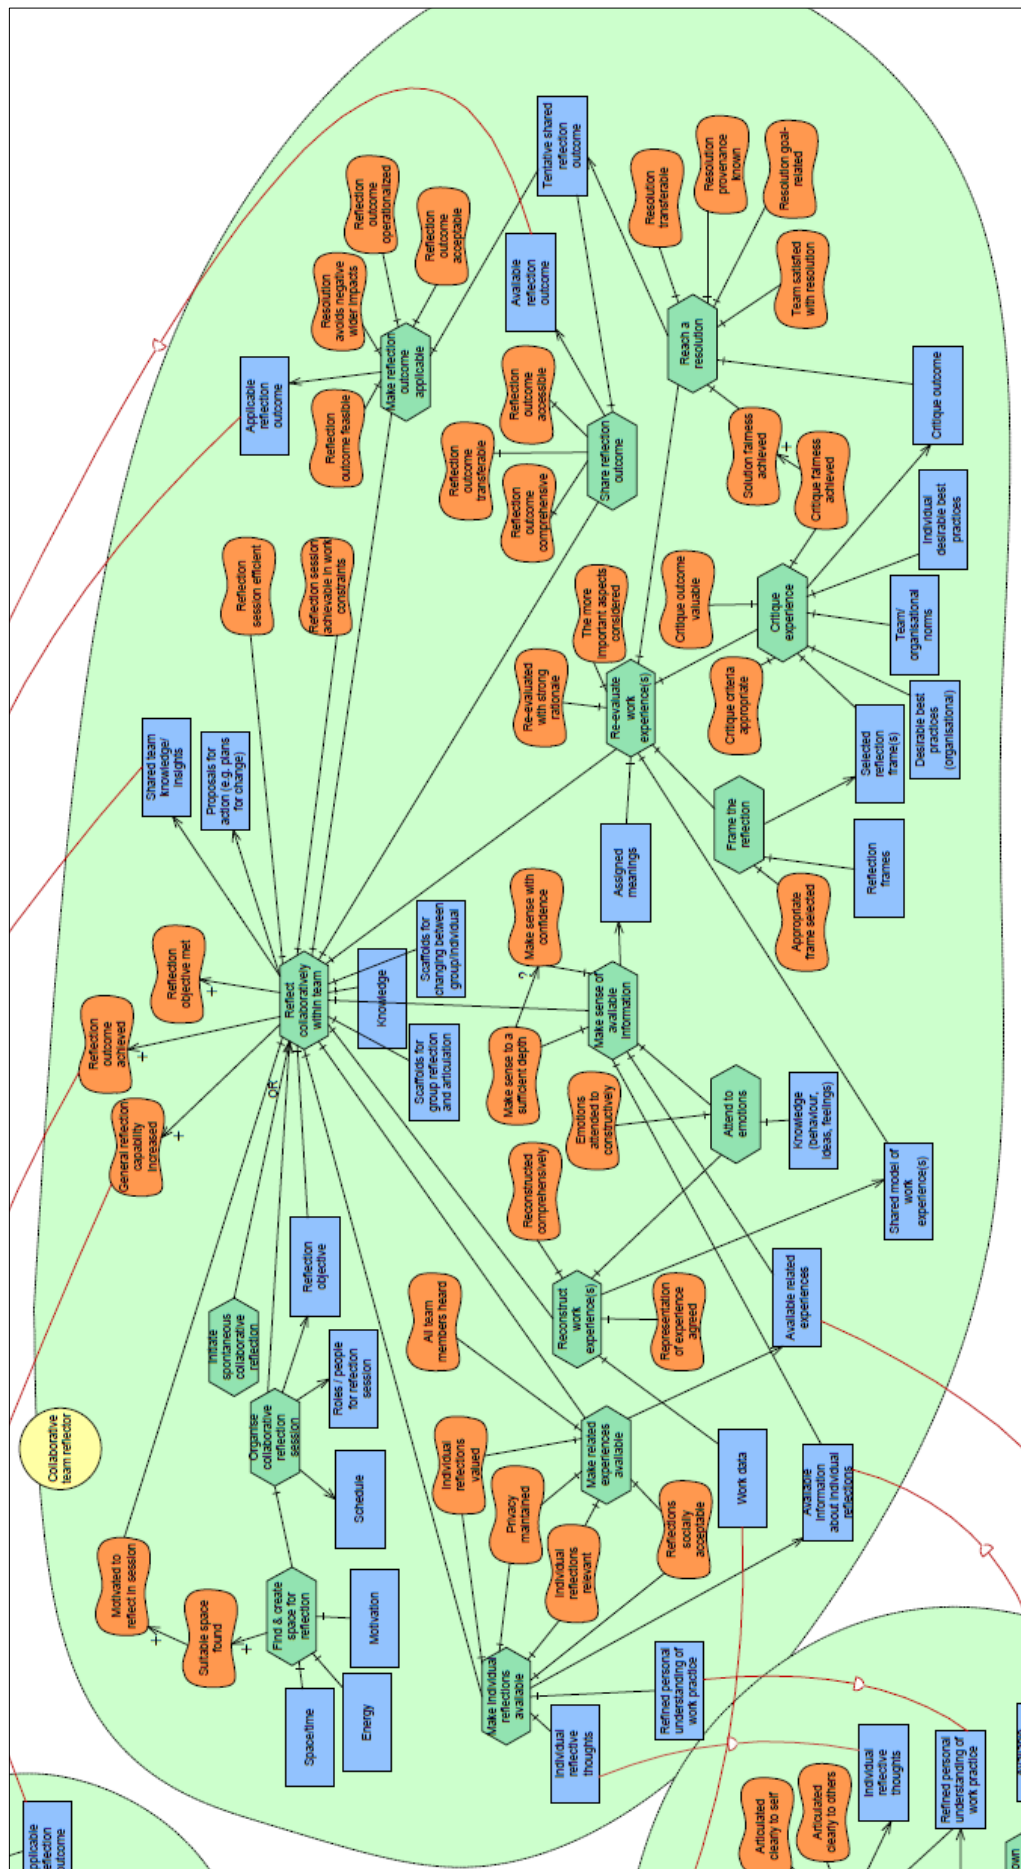 Collaborative
team reflector
Motivated to
reflect in session
Suitable space
found
Find & create
space for
reflection
Space/time
Energy
Motivation
Schedule
Organise
collaborative
reflection
session
Roles / people
for reflection
session
Initiate
spontaneous
collaborative
reflection
Reflection
objective
General reflection
capability
increased
Reflection
outcome
achieved
Reflection
objective met
OR
Reflect
collaboratively
within team
Shared team
knowledge/
insights
Proposals for
action (e.g. plans
for change)
Reflection
session efficient
Reflection session
achievable in work
constraints
Knowledge
Scaffolds for
changing between
group/individual
Scaffolds for
group reflection
and articulation
Applicable
reflection
outcome
Reflection
outcome feasible
Resolution
avoids negative
wider impacts
Reflection
outcome
operationalized
Reflection
outcome
acceptable
Make reflection
outcome
applicable
Reflection
outcome
transferable
Reflection
outcome
comprehensive
Reflection
outcome
accessible
Share reflection
outcome
Available
reflection
outcome
Tentative shared
reflection
outcome
Resolution
transferable
Resolution
provenance
known
Resolution goal-
related
Team satisfied
with resolution
Reach a
resolution
Solution fairness
achieved
Critique fairness
achieved
Critique outcome
Individual
desirable best
practices
Team/
organisational
norms
Desirable best
practices
(organisational)
Critique
experience
Critique outcome
valuable
Critique criteria
appropriate
The more
important aspects
considered
Re-evaluated
with strong
rationale
Re-evaluate
work
experience(s)
Frame the
reflection
Selected
reflection
frame(s)
Reflection
frames
Appropriate
frame selected
Assigned
meanings
Make sense with
confidence
?
Make sense to a
sufficient depth
Make sense of
available
information
Emotions
attended to
constructively
Attend to
emotions
Knowledge
(behaviour,
ideas, feelings)
Shared model of
work
experience(s)
Reconstructed
comprehensively
Reconstruct
work
experience(s)
Representation
of experience
agreed
Available related
experiences
All team
members heard
Individual
reflections
valued
Privacy
maintained
Individual
reflections
relevant
Reflections
socially
acceptable
Make related
experiences
available
Work data
Available
information
about individual
reflections
Make individual
reflections
available
Individual
reflective
thoughts
Refined personal
understanding of
work practice
Articulated
clearly to self
Articulated
clearly to others
Individual
reflective
thoughts
Refined personal
understanding of
work practice